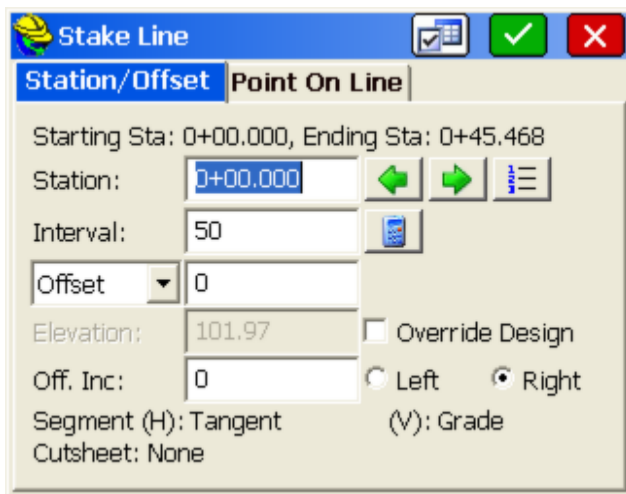 Stake Line
Station/Offset Point On Line
Starting Sta: 0+00.000, Ending Sta: 0+45.468
Station: 0+00.000
Interval: 50
Offset 0
Elevation: 101.97 Override Design
Off. Inc: 0 Left Right
Segment (H): Tangent (V): Grade
Cutsheet: None